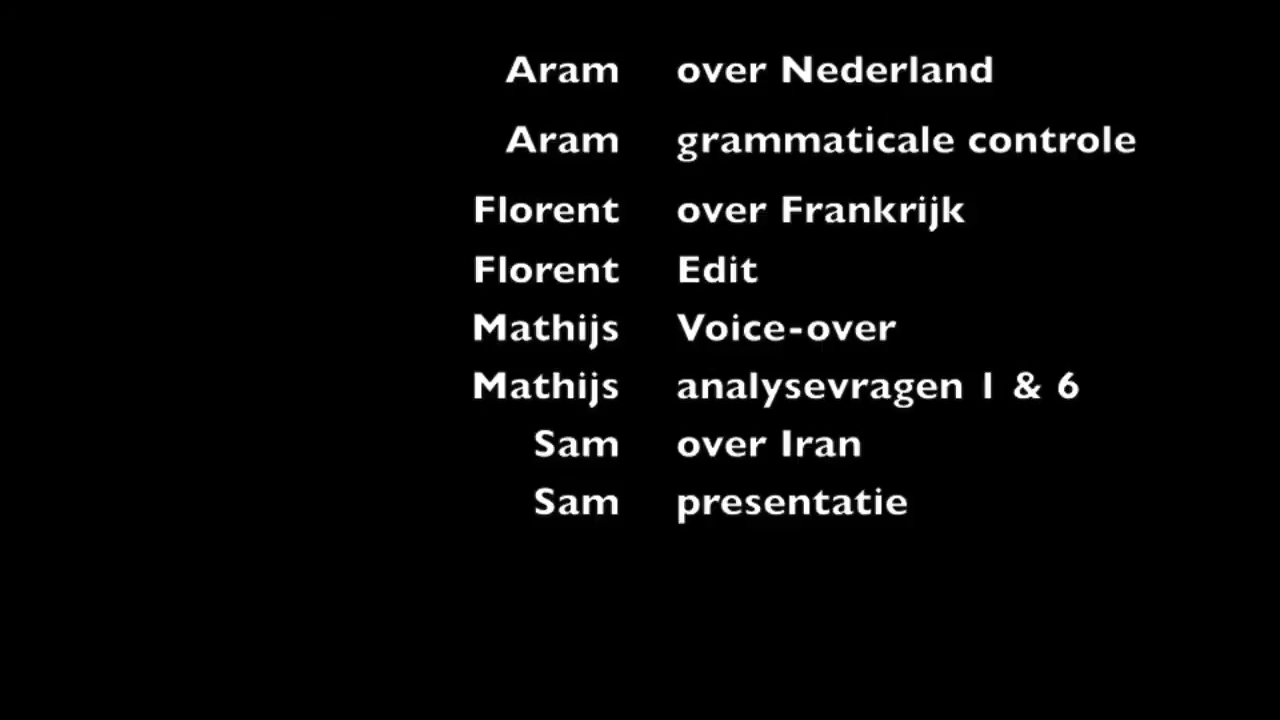 Aram over Nederland
Aram grammaticale controle
Florent over Frankrijk
Florent Edit
Mathijs Voice-over
Mathijs analysevragen 1 & 6
Sam over Iran
Sam presentatie